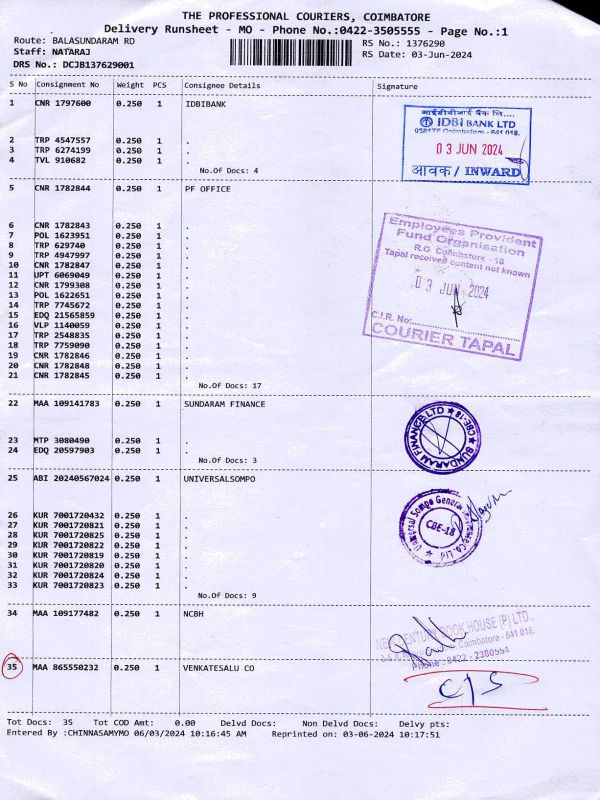 THE PROFESSIONAL COURIERS, COIMBATORE
Delivery Runsheet - MO - Phone No.:0422-3505555 - Page No.:1
Route: BALASUNDARAM RD
RS No.: 1376290
Staff: NATARAJ
RS Date: 03-Jun-2024
DRS No.: DCJB137629001
S No Consignment No Weight PCS Consignee Details Signature
1 CNR 1797600 0.250 1 IDBIBANK
2 TRP 4547557 0.250 1 .
3 TRP 6274199 0.250 1 .
4 TVL 910682 0.250 1 .
No.Of Docs: 4
आईडीबीआई बैंक लि....
IDBI BANK LTD
Coimbatore - 641 018.
03 JUN 2024
आवक / INWARD
5 CNR 1782844 0.250 1 PF OFFICE
6 CNR 1782843 0.250 1 .
7 POL 1623951 0.250 1 .
8 TRP 629740 0.250 1 .
9 TRP 4947997 0.250 1 .
10 CNR 1782847 0.250 1 .
11 UPT 6069049 0.250 1 .
12 CNR 1799308 0.250 1 .
13 POL 1622651 0.250 1 .
14 TRP 7745672 0.250 1 .
15 EDQ 21565859 0.250 1 .
16 VLP 1140059 0.250 1 .
17 TRP 2548835 0.250 1 .
18 TRP 7759090 0.250 1 .
19 CNR 1782846 0.250 1 .
20 CNR 1782848 0.250 1 .
21 CNR 1782845 0.250 1 .
No.Of Docs: 17
Employees Provident
Fund Organisation
R.O. Coimbatore - 18
Tapal received content not known
03 JUN 2024
C.I.R. No:
COURIER TAPAL
22 MAA 109141783 0.250 1 SUNDARAM FINANCE
23 MTP 3080490 0.250 1 .
24 EDQ 20597903 0.250 1 .
No.Of Docs: 3
SUNDARAM FINANCE LTD ★ CBE-18 ★
25 ABI 20240567024 0.250 1 UNIVERSALSOMPO
26 KUR 7001720432 0.250 1 .
27 KUR 7001720821 0.250 1 .
28 KUR 7001720825 0.250 1 .
29 KUR 7001720822 0.250 1 .
30 KUR 7001720819 0.250 1 .
31 KUR 7001720820 0.250 1 .
32 KUR 7001720824 0.250 1 .
33 KUR 7001720823 0.250 1 .
No.Of Docs: 9
Universal Sompo General Insurance Co. Ltd ★
CBE-18
34 MAA 109177482 0.250 1 NCBH
NEW CENTURY BOOK HOUSE (P) LTD.,
Coimbatore - 641 018.
Phone : 0422 - 2380554
35 MAA 865550232 0.250 1 VENKATESALU CO
C/S
Tot Docs: 35 Tot COD Amt: 0.00 Delvd Docs: Non Delvd Docs: Delvy pts:
Entered By :CHINNASAMYMO 06/03/2024 10:16:45 AM Reprinted on: 03-06-2024 10:17:51